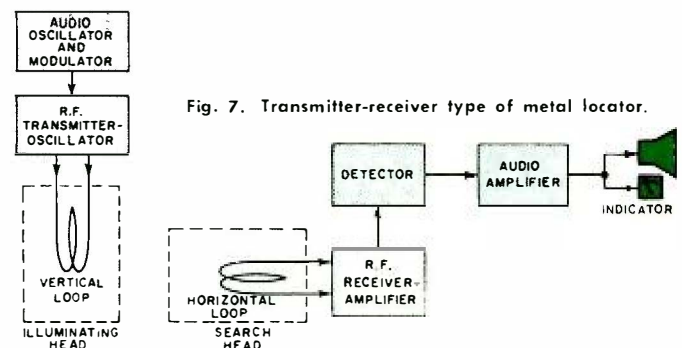 AUDIO
OSCILLATOR
AND
MODULATOR
R.F.
TRANSMITTER-
OSCILLATOR
VERTICAL
LOOP
ILLUMINATING
HEAD
Fig. 7. Transmitter-receiver type of metal locator.
DETECTOR
AUDIO
AMPLIFIER
INDICATOR
HORIZONTAL
LOOP
SEARCH
HEAD
R.F.
RECEIVER-
AMPLIFIER